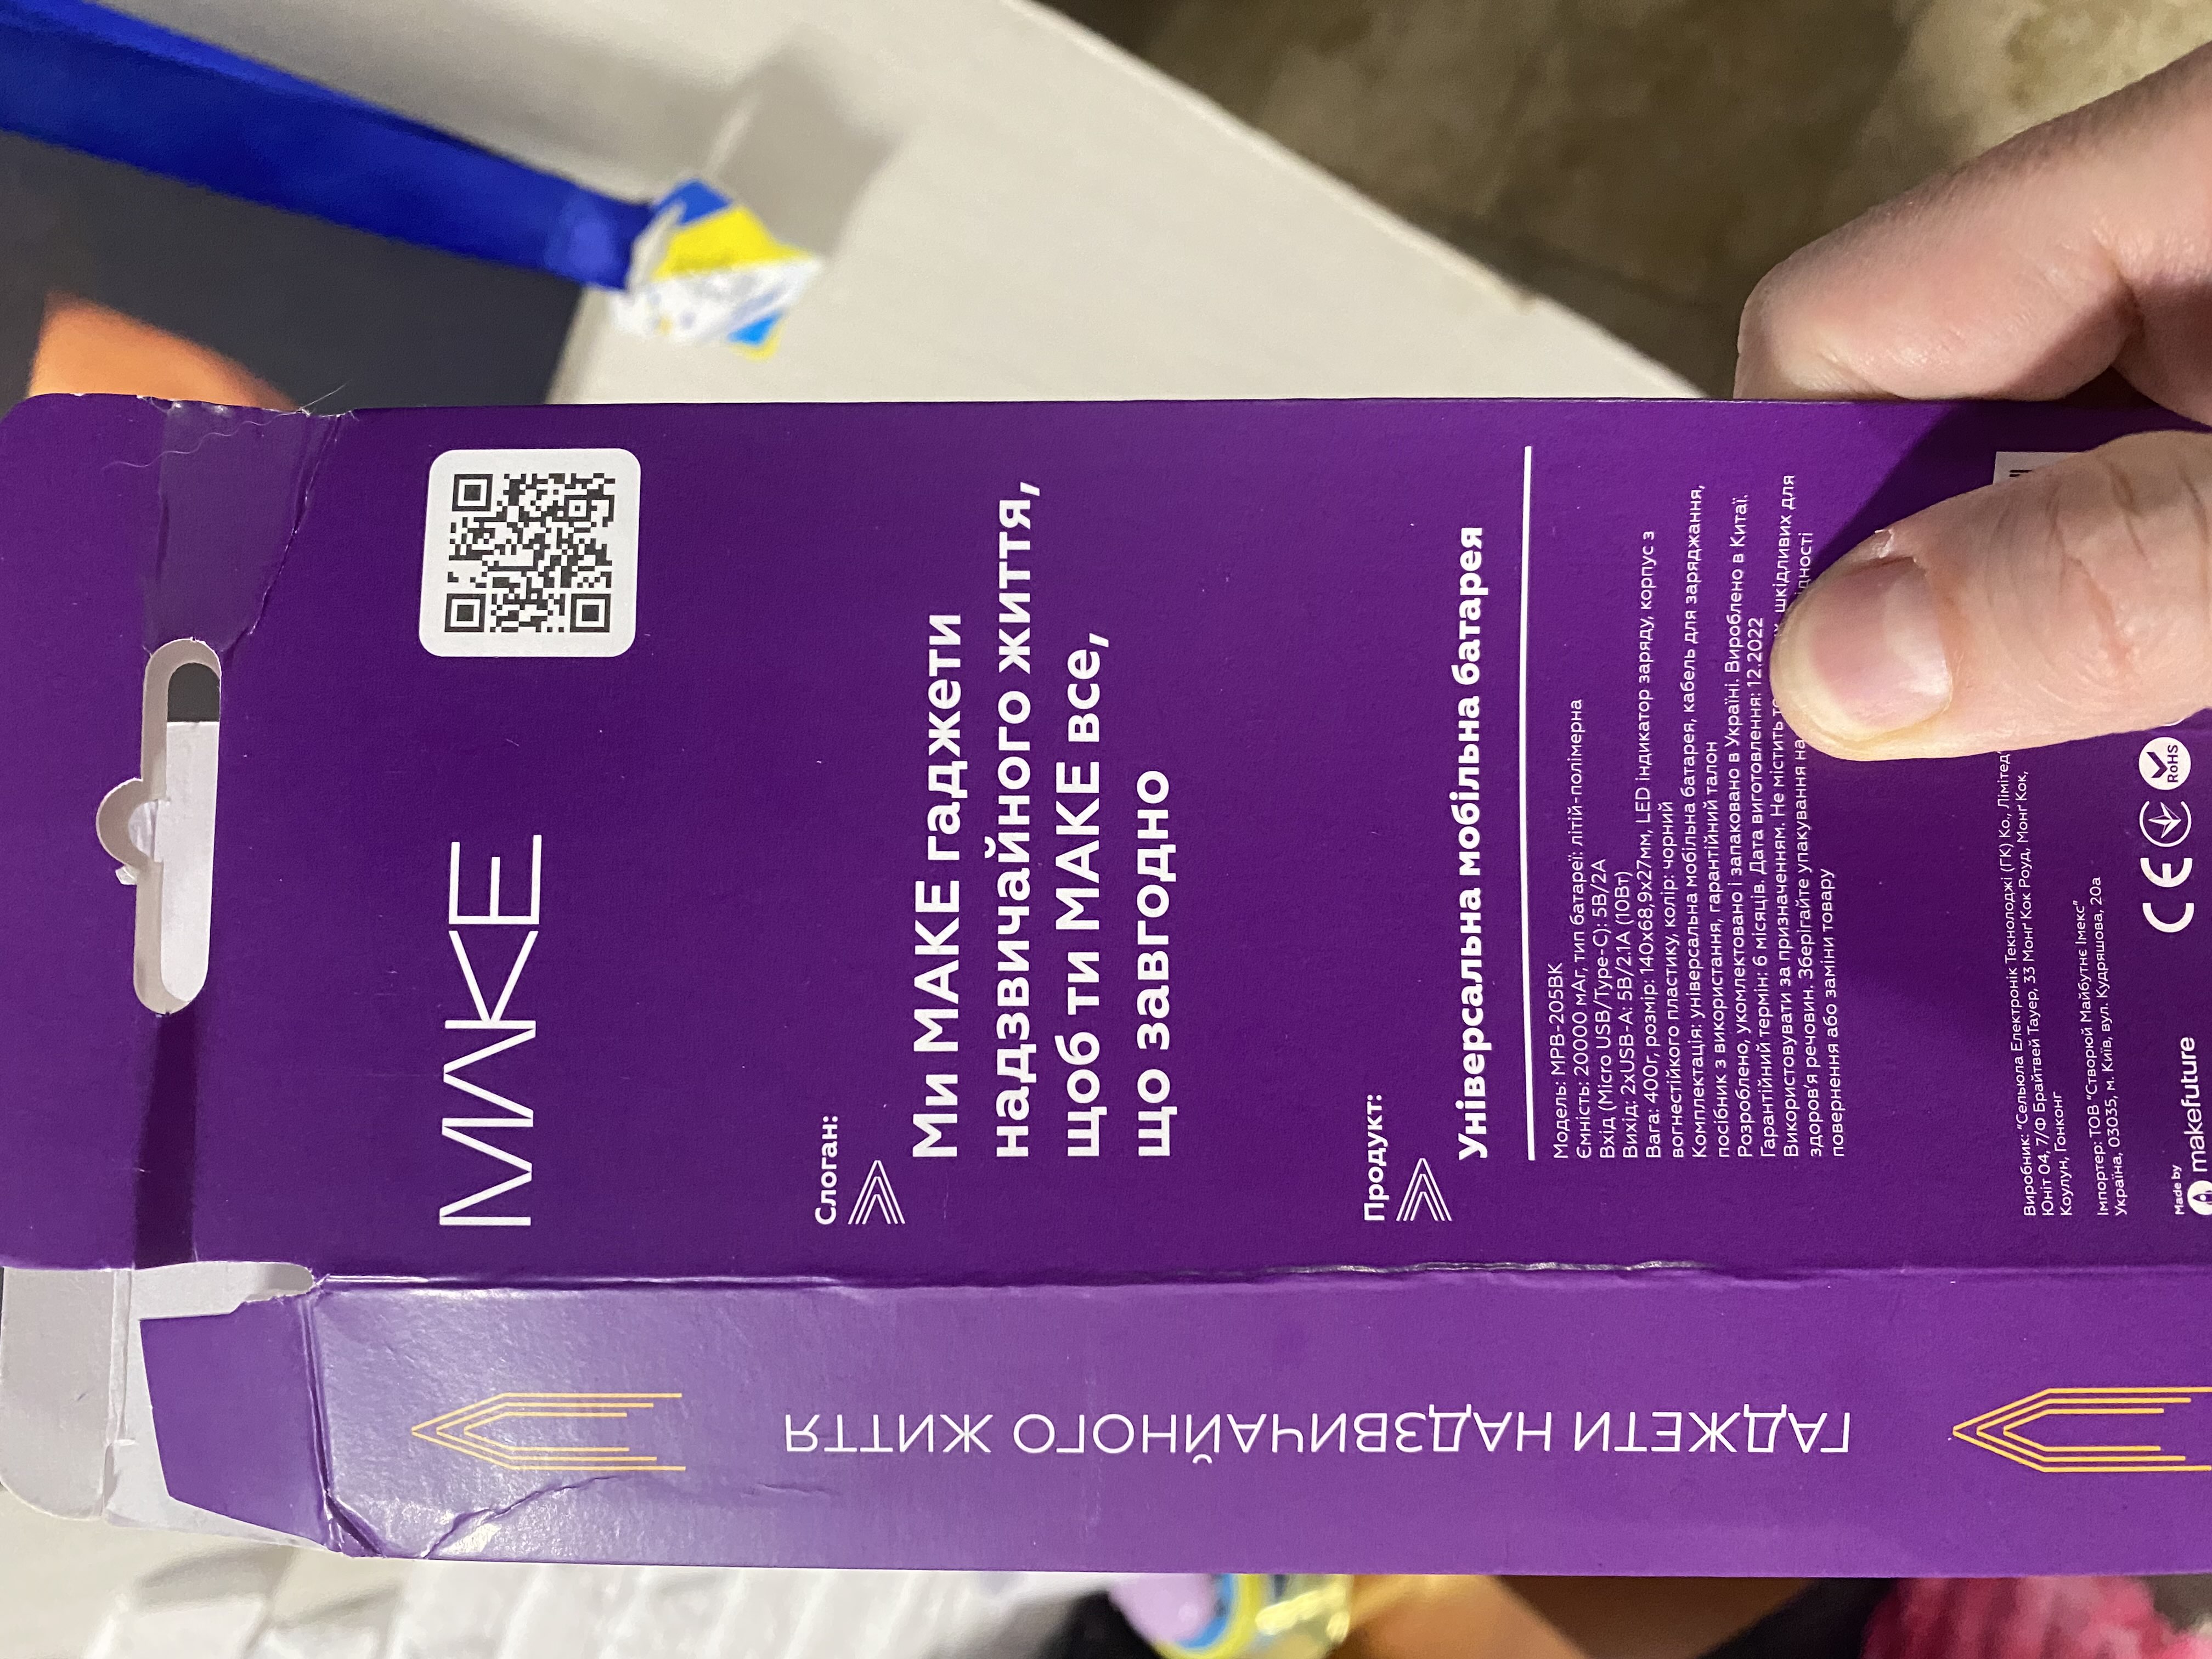 MAKE
Слоган:
Ми MAKE гаджети
надзвичайного життя,
щоб ти MAKE все,
що завгодно
Продукт:
Універсальна мобільна батарея
Модель: MPB-205BK
Ємність: 20000 мАг, тип батареї: літій-полімерна
Вхід (Micro USB/Type-C): 5В/2А
Вихід: 2xUSB-A: 5В/2.1А (10Вт)
Вага: 400г, розмір: 140x68,9x27мм, LED індикатор заряду, корпус з
вогнестійкого пластику, колір: чорний
Комплектація: універсальна мобільна батарея, кабель для заряджання,
посібник з використання, гарантійний талон
Розроблено, укомлектовано і запаковано в Україні. Вироблено в Китаї.
Гарантійний термін: 6 місяців. Дата виготовлення: 12.2022
Використовувати за призначенням. Не містить шкідливих для
здоров'я речовин. Зберігайте упакування на
повернення або заміни товару
Виробник: "Сельюла Електронік Текнолоджі (ГК) Ко., Лімітед
Юніт 04, 7/Ф Брайтвей Тауер, 33 Монг Кок Роуд, Монг Кок,
Коулун, Гонконг
Імпортер: ТОВ "Створюй Майбутнє Імекс"
Україна, 03035, м. Київ, вул. Кудряшова, 20а
Made by
makefuture
CE
RoHS
ГАДЖЕТИ НАДЗВИЧАЙНОГО ЖИТТЯ